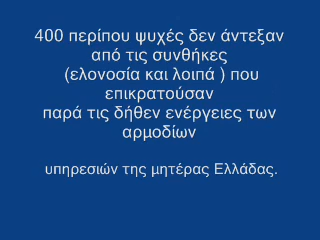 400 περίπου ψυχές δεν άντεξαν
από τις συνθήκες
(ελονοσία και λοιπά ) που
επικρατούσαν
παρά τις δήθεν ενέργειες των
αρμοδίων
υπηρεσιών της μητέρας Ελλάδας.